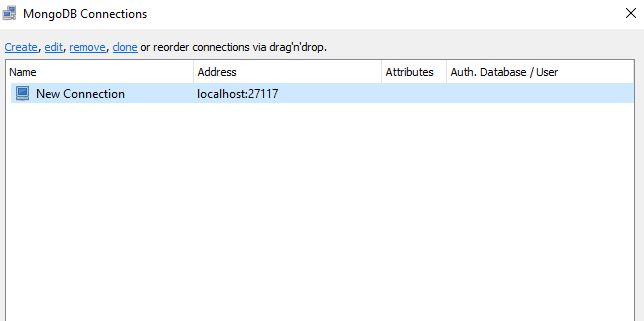 MongoDB Connections
Create, edit, remove, clone or reorder connections via drag'n'drop.
Name Address Attributes Auth. Database / User
New Connection localhost:27117